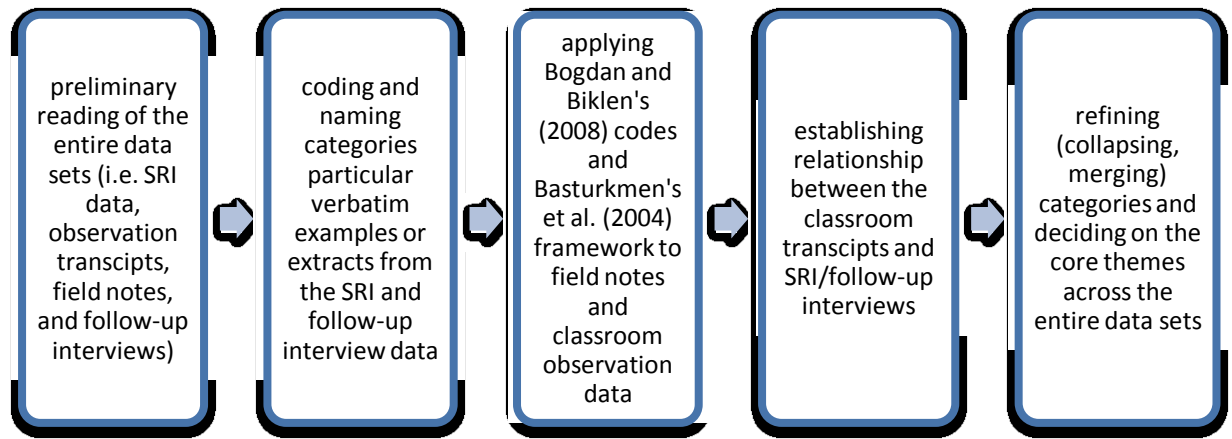 preliminary
reading of the
entire data
sets (i.e. SRI
data,
observation
transcipts,
field notes,
and follow-up
interviews)
coding and
naming
categories
particular
verbatim
examples or
extracts from
the SRI and
follow-up
interview data
applying
Bogdan and
Biklen's
(2008) codes
and
Basturkmen's
et al. (2004)
framework to
field notes
and
classroom
observation
data
establishing
relationship
between the
classroom
transcipts and
SRI/follow-up
interviews
refining
(collapsing,
merging)
categories and
deciding on the
core themes
across the
entire data sets